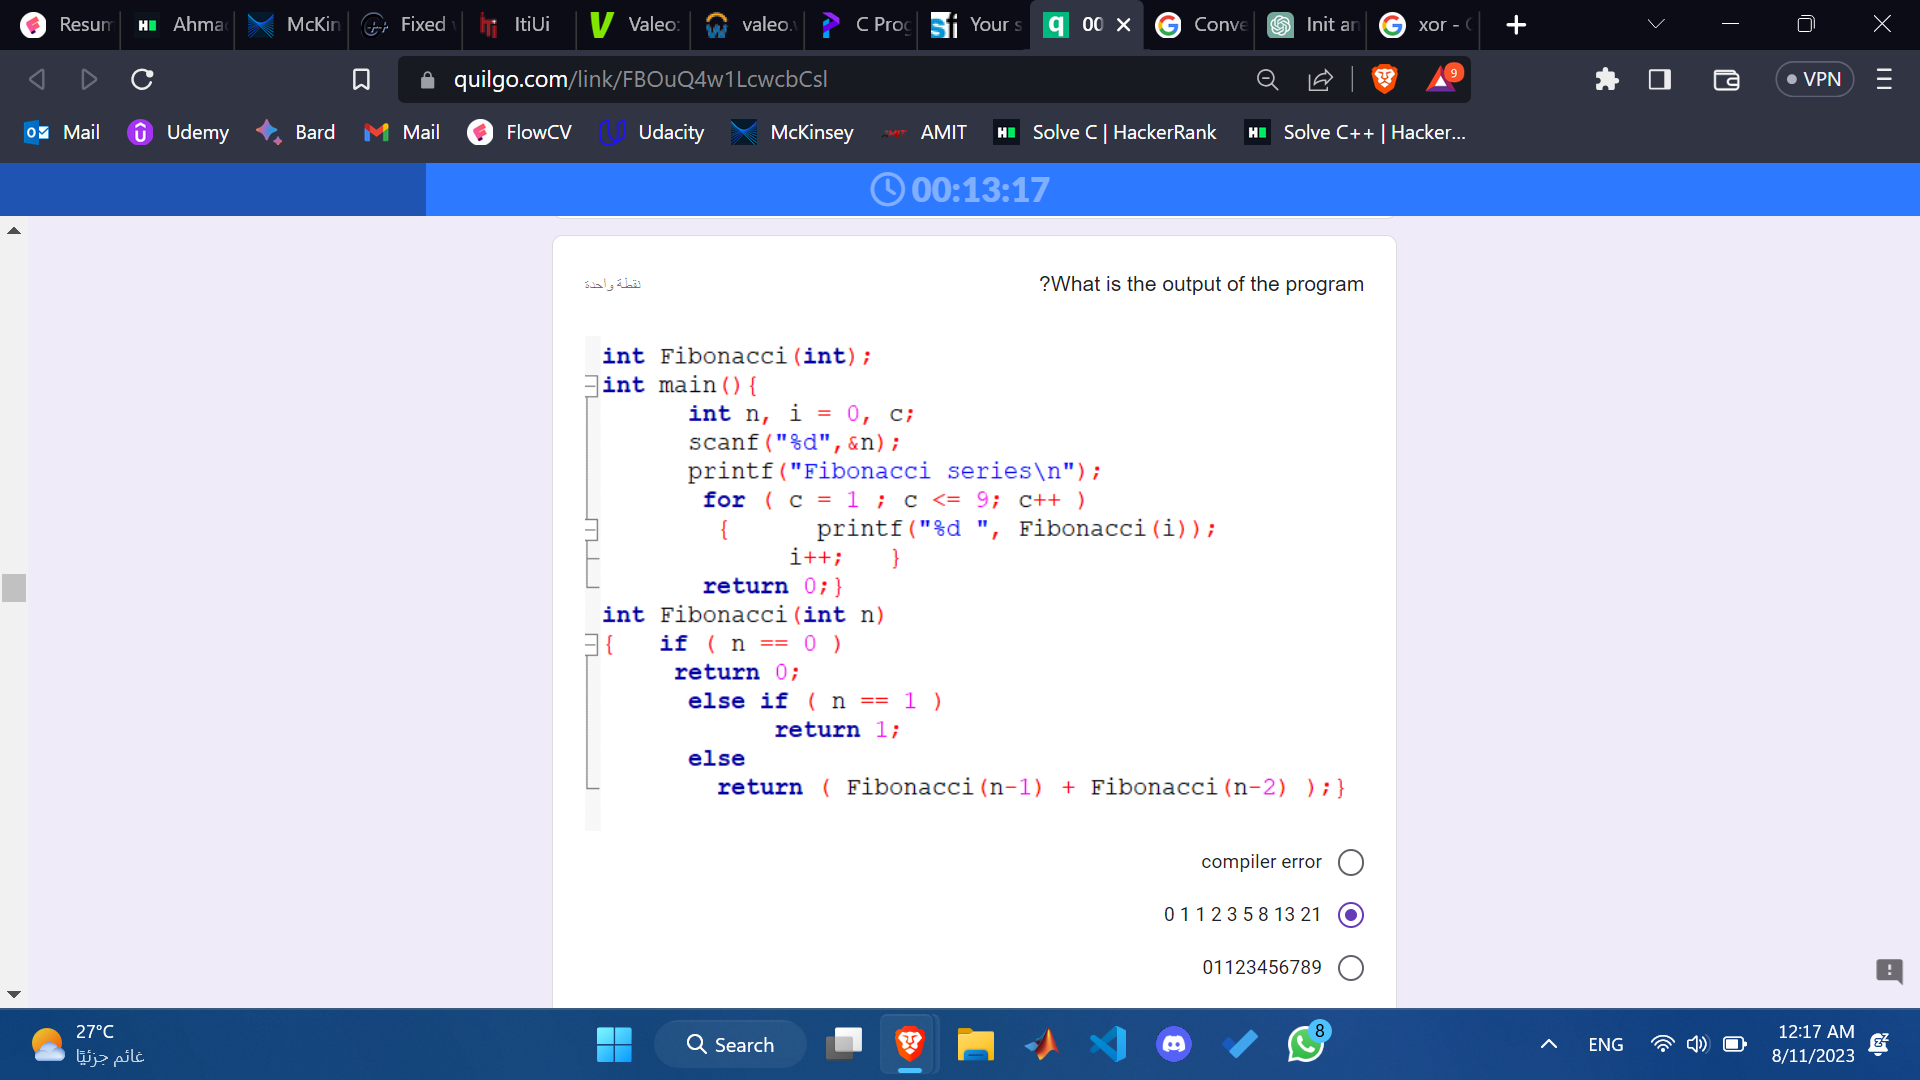 Resum
Ahma
McKin
Fixed
ItiUi
Valeo:
valeo.
C Prog
Your s
00
Conve
Init an
xor -
quilgo.com/link/FBOuQ4w1LcwcbCsl
9
VPN
Mail
Udemy
Bard
Mail
FlowCV
Udacity
McKinsey
AMIT
Solve C | HackerRank
Solve C++ | Hacker...
00:13:17
نقطة واحدة
?What is the output of the program
int Fibonacci(int);
int main(){
int n, i = 0, c;
scanf("%d",&n);
printf("Fibonacci series\n");
for ( c = 1 ; c <= 9; c++ )
{ printf("%d ", Fibonacci(i));
i++; }
return 0;}
int Fibonacci(int n)
{ if ( n == 0 )
return 0;
else if ( n == 1 )
return 1;
else
return ( Fibonacci(n-1) + Fibonacci(n-2) );}
compiler error
0 1 1 2 3 5 8 13 21
01123456789
27°C
غائم جزئيًا
Search
8
ENG
12:17 AM
8/11/2023